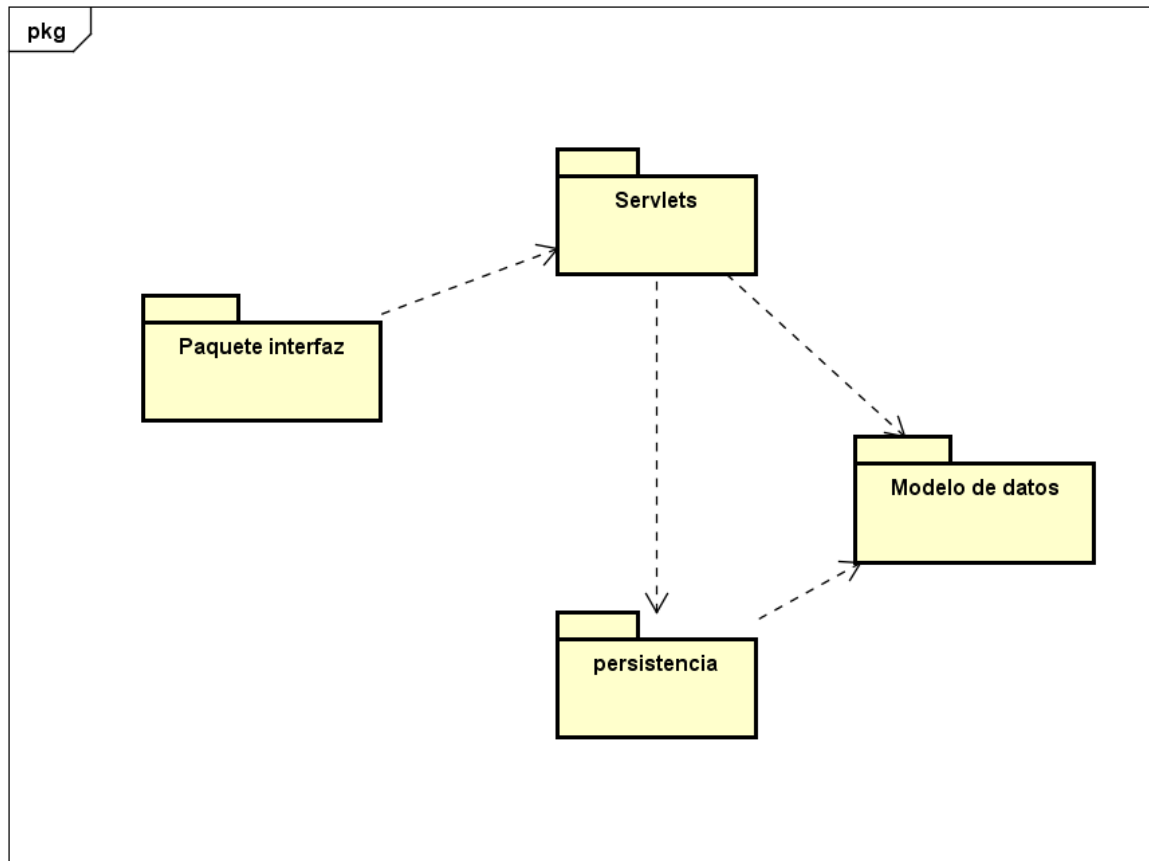 pkg
Servlets
Paquete interfaz
Modelo de datos
persistencia